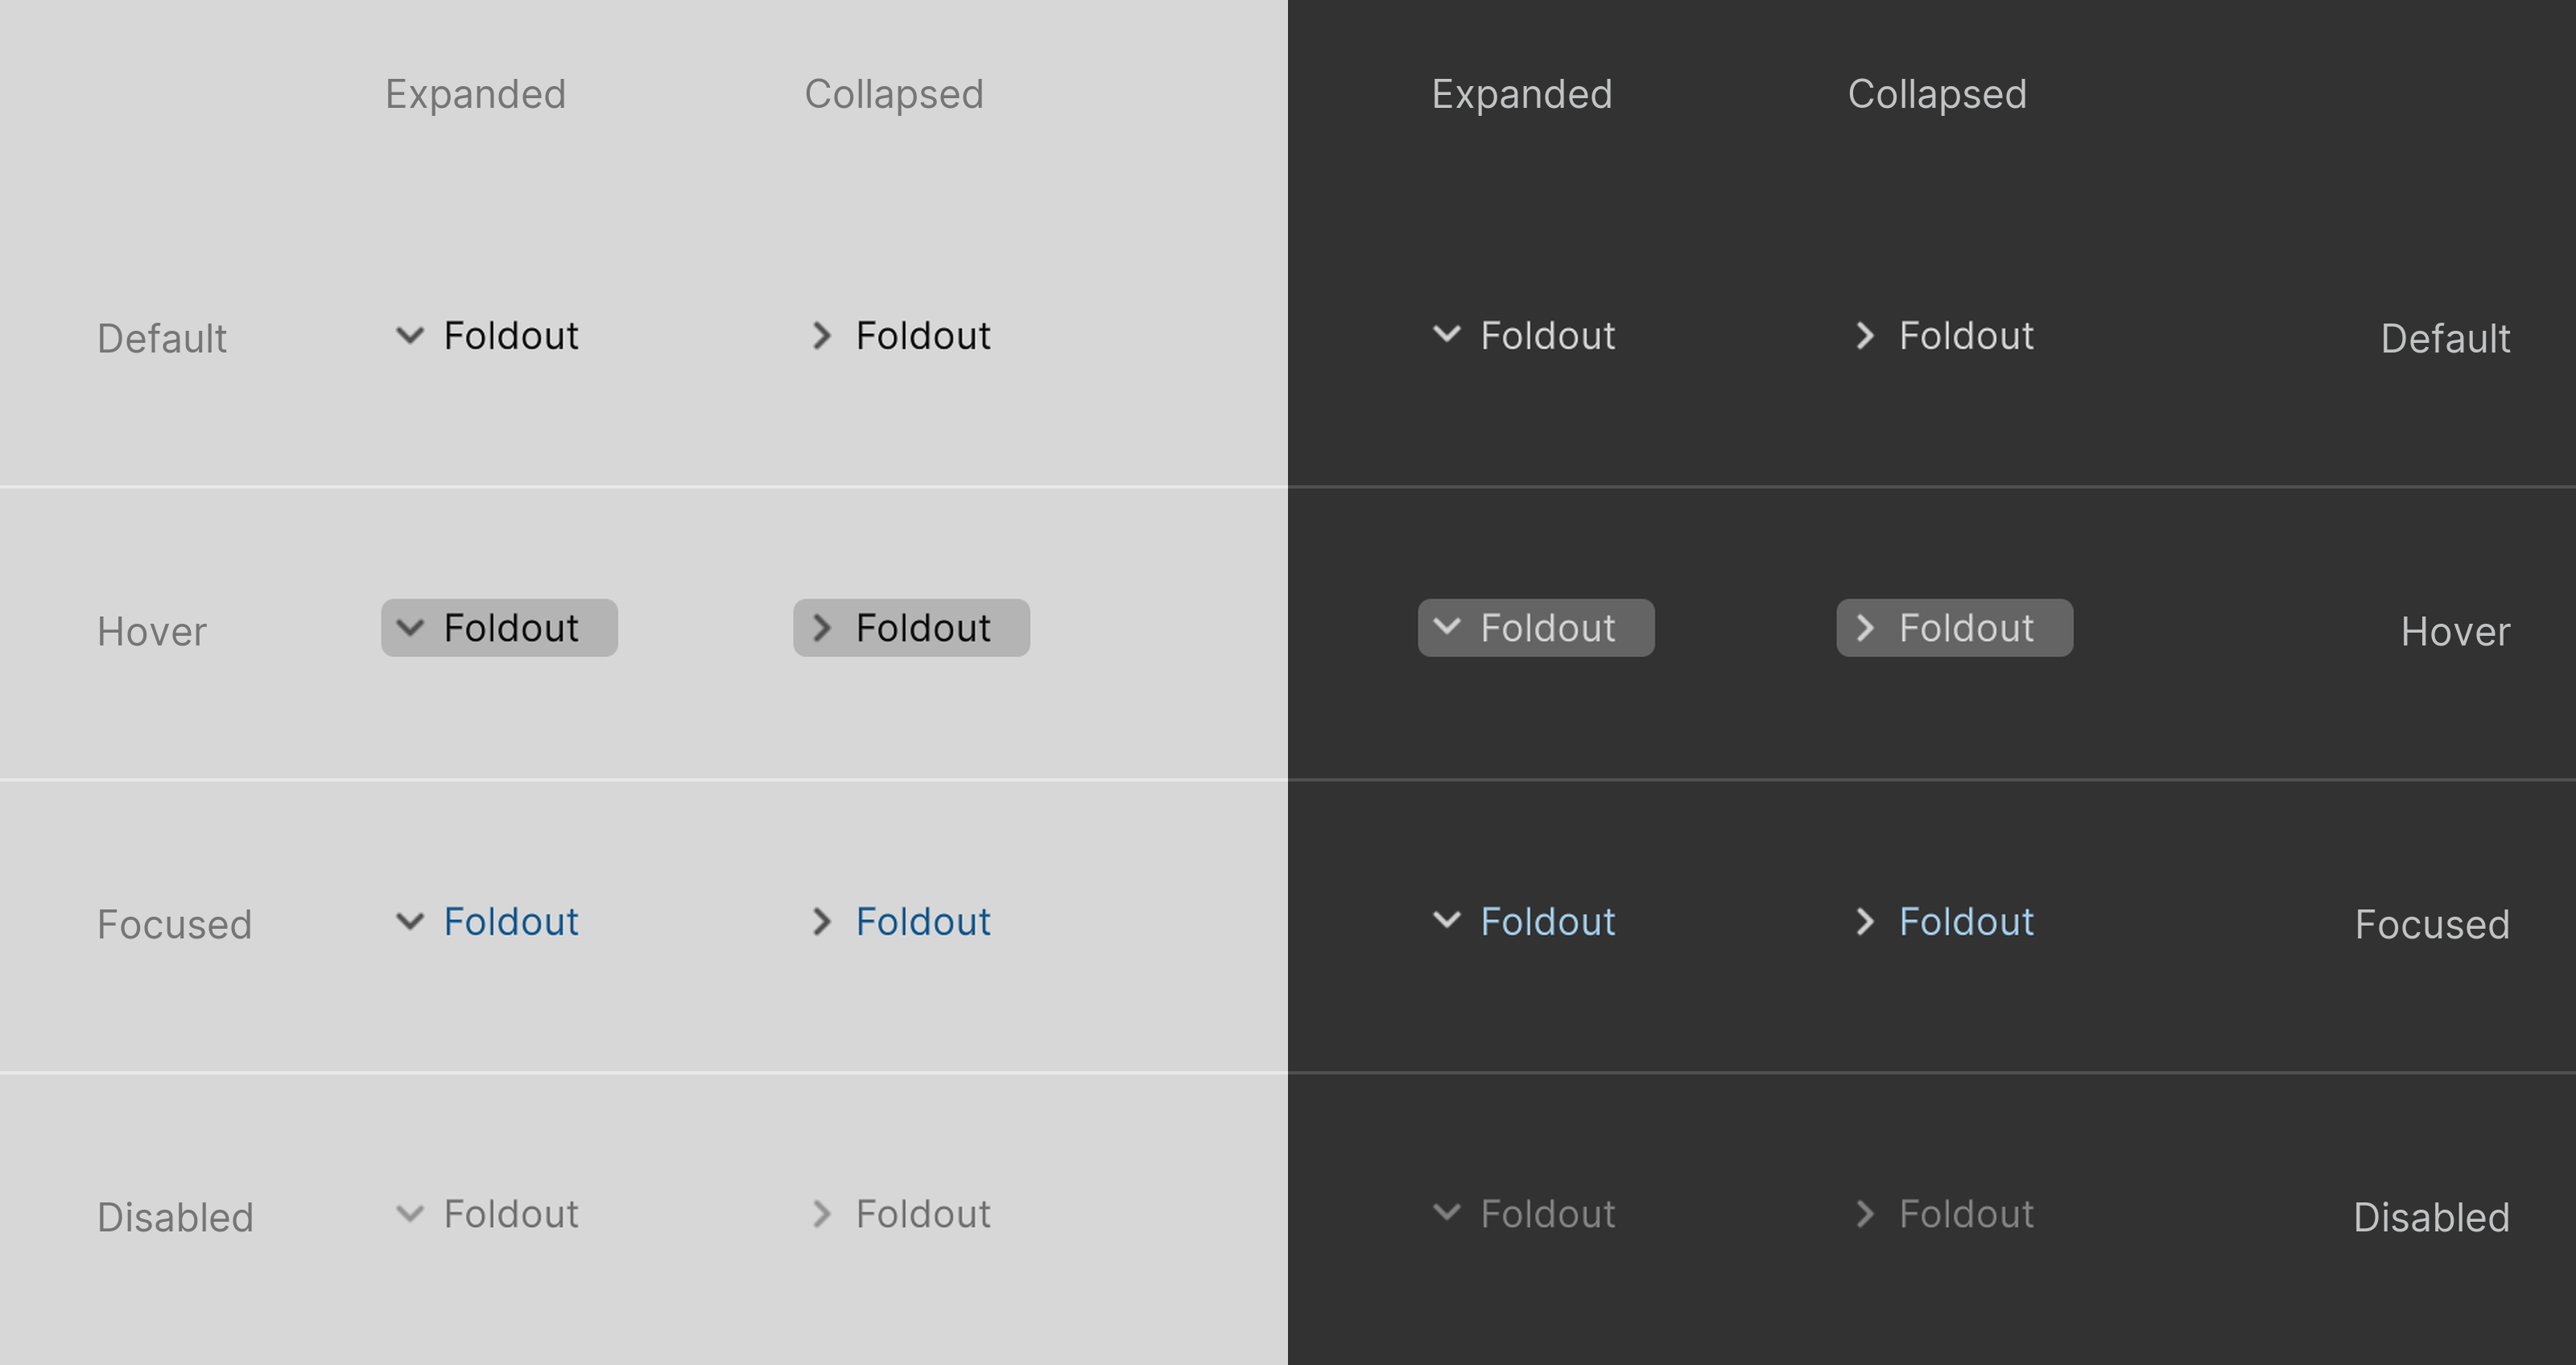 Expanded Collapsed Expanded Collapsed
Default Foldout Foldout Foldout Foldout Default
Hover Foldout Foldout Foldout Foldout Hover
Focused Foldout Foldout Foldout Foldout Focused
Disabled Foldout Foldout Foldout Foldout Disabled